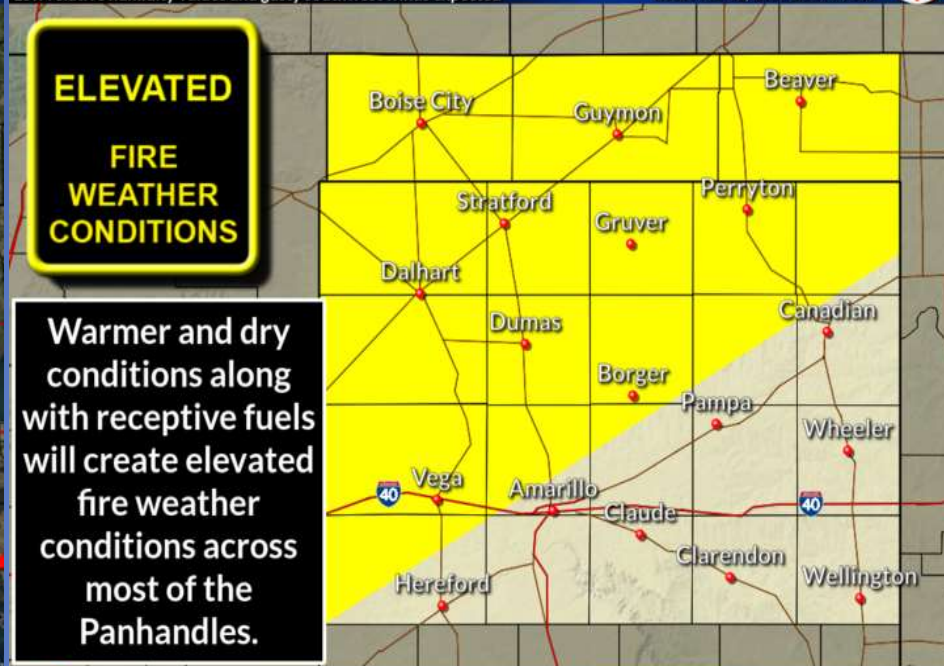 ELEVATED
FIRE
WEATHER
CONDITIONS
Warmer and dry
conditions along
with receptive fuels
will create elevated
fire weather
conditions across
most of the
Panhandles.
Boise City
Guymon
Beaver
Stratford
Gruver
Perryton
Dalhart
Dumas
Canadian
Borger
Pampa
Wheeler
Vega
40
Amarillo
40
Claude
Clarendon
Hereford
Wellington